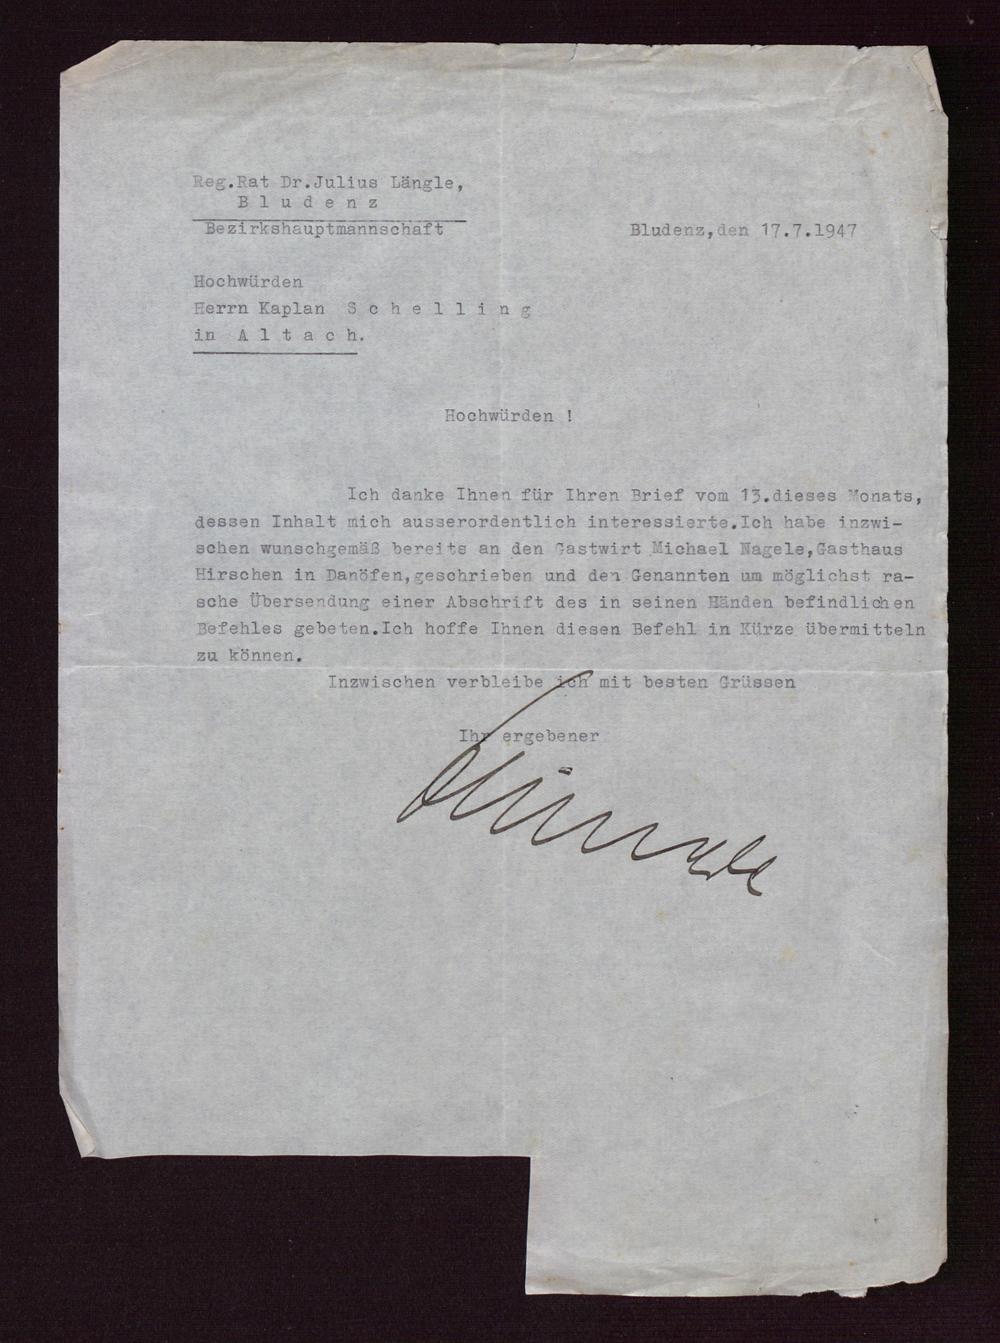 Reg.Rat Dr.Julius Längle,
B l u d e n z
Bezirkshauptmannschaft
Bludenz,den 17.7.1947
Hochwürden
Herrn Kaplan S c h e l l i n g
in A l t a c h.
Hochwürden !
Ich danke Ihnen für Ihren Brief vom 13.dieses Monats,
dessen Inhalt mich ausserordentlich interessierte.Ich habe inzwi-
schen wunschgemäß bereits an den Gastwirt Michael Nagele,Gasthaus
Hirschen in Danöfen,geschrieben und den Genannten um möglichst ra-
sche Übersendung einer Abschrift des in seinen Händen befindlichen
Befehles gebeten.Ich hoffe Ihnen diesen Befehl in Kürze übermitteln
zu können.
Inzwischen verbleibe ich mit besten Grüssen
Ihr ergebener